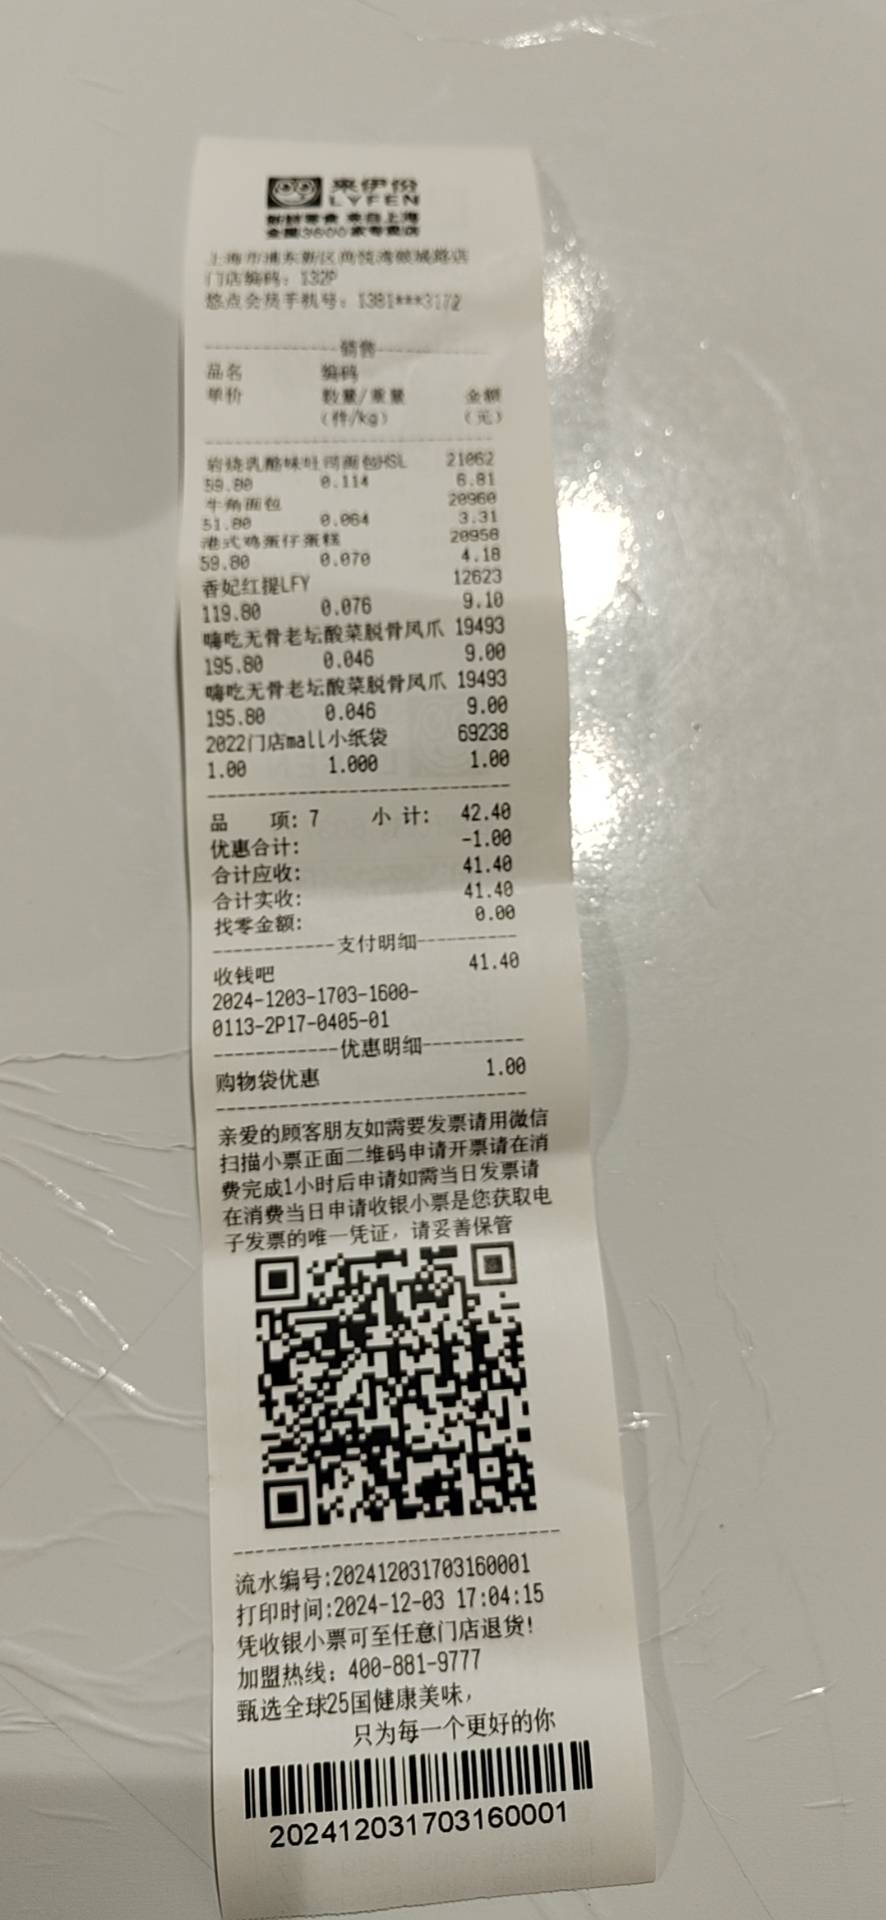 来伊份
LYFEN
新鲜零食 来自上海
全国3600家专卖店
上海市浦东新区尚悦湾
门店编码：132P
悠点会员手机号：1381***3172
销售
品名 编码
单价 数量/重量 金额
(件/kg) (元)
岩烧乳酪味吐司面包HSL 21062
59.80 0.114 6.81
牛角面包 20960
51.80 0.064 3.31
港式鸡蛋仔蛋糕 20958
59.80 0.070 4.18
香妃红提LFY 12623
119.80 0.076 9.10
嗨吃无骨老坛酸菜脱骨凤爪 19493
195.80 0.046 9.00
嗨吃无骨老坛酸菜脱骨凤爪 19493
195.80 0.046 9.00
2022门店mall小纸袋 69238
1.00 1.000 1.00
品 项: 7 小 计: 42.40
优惠合计: -1.00
合计应收: 41.40
合计实收: 41.40
找零金额: 0.00
支付明细
收钱吧 41.40
2024-1203-1703-1600-
0113-2P17-0405-01
优惠明细
购物袋优惠 1.00
亲爱的顾客朋友如需要发票请用微信
扫描小票正面二维码申请开票请在消
费完成1小时后申请如需当日发票请
在消费当日申请收银小票是您获取电
子发票的唯一凭证，请妥善保管
流水编号:202412031703160001
打印时间:2024-12-03 17:04:15
凭收银小票可至任意门店退货!
加盟热线：400-881-9777
甄选全球25国健康美味，
只为每一个更好的你
202412031703160001